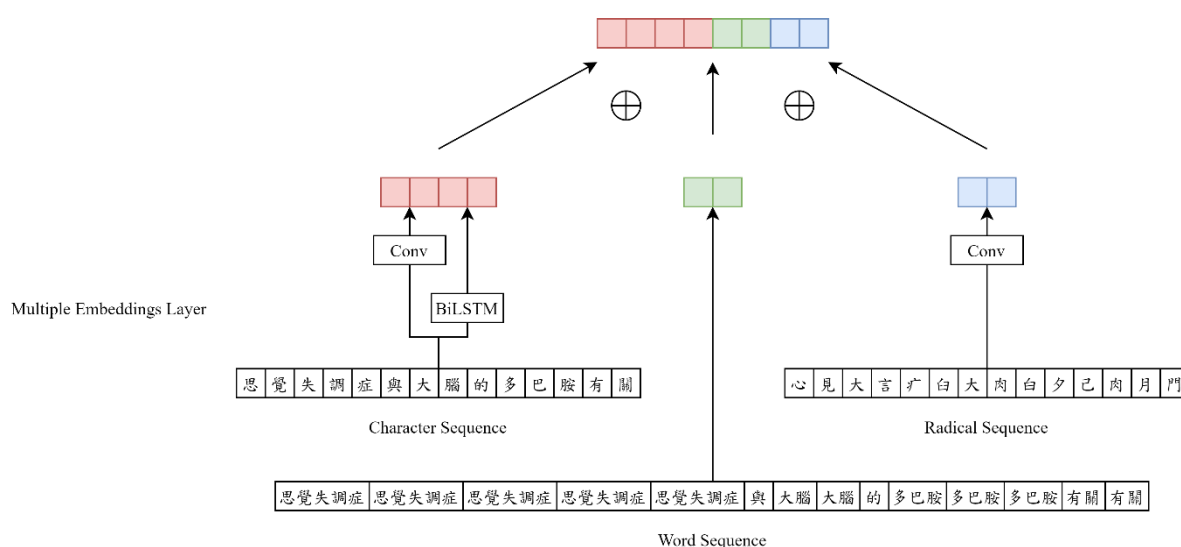 Conv
Conv
BiLSTM
Multiple Embeddings Layer
思覺失調症與大腦的多巴胺有關
心見大言疒臼大肉白夕己肉月門
Character Sequence
Radical Sequence
思覺失調症 思覺失調症 思覺失調症 思覺失調症 思覺失調症 與 大腦 大腦 的 多巴胺 多巴胺 多巴胺 有關 有關
Word Sequence